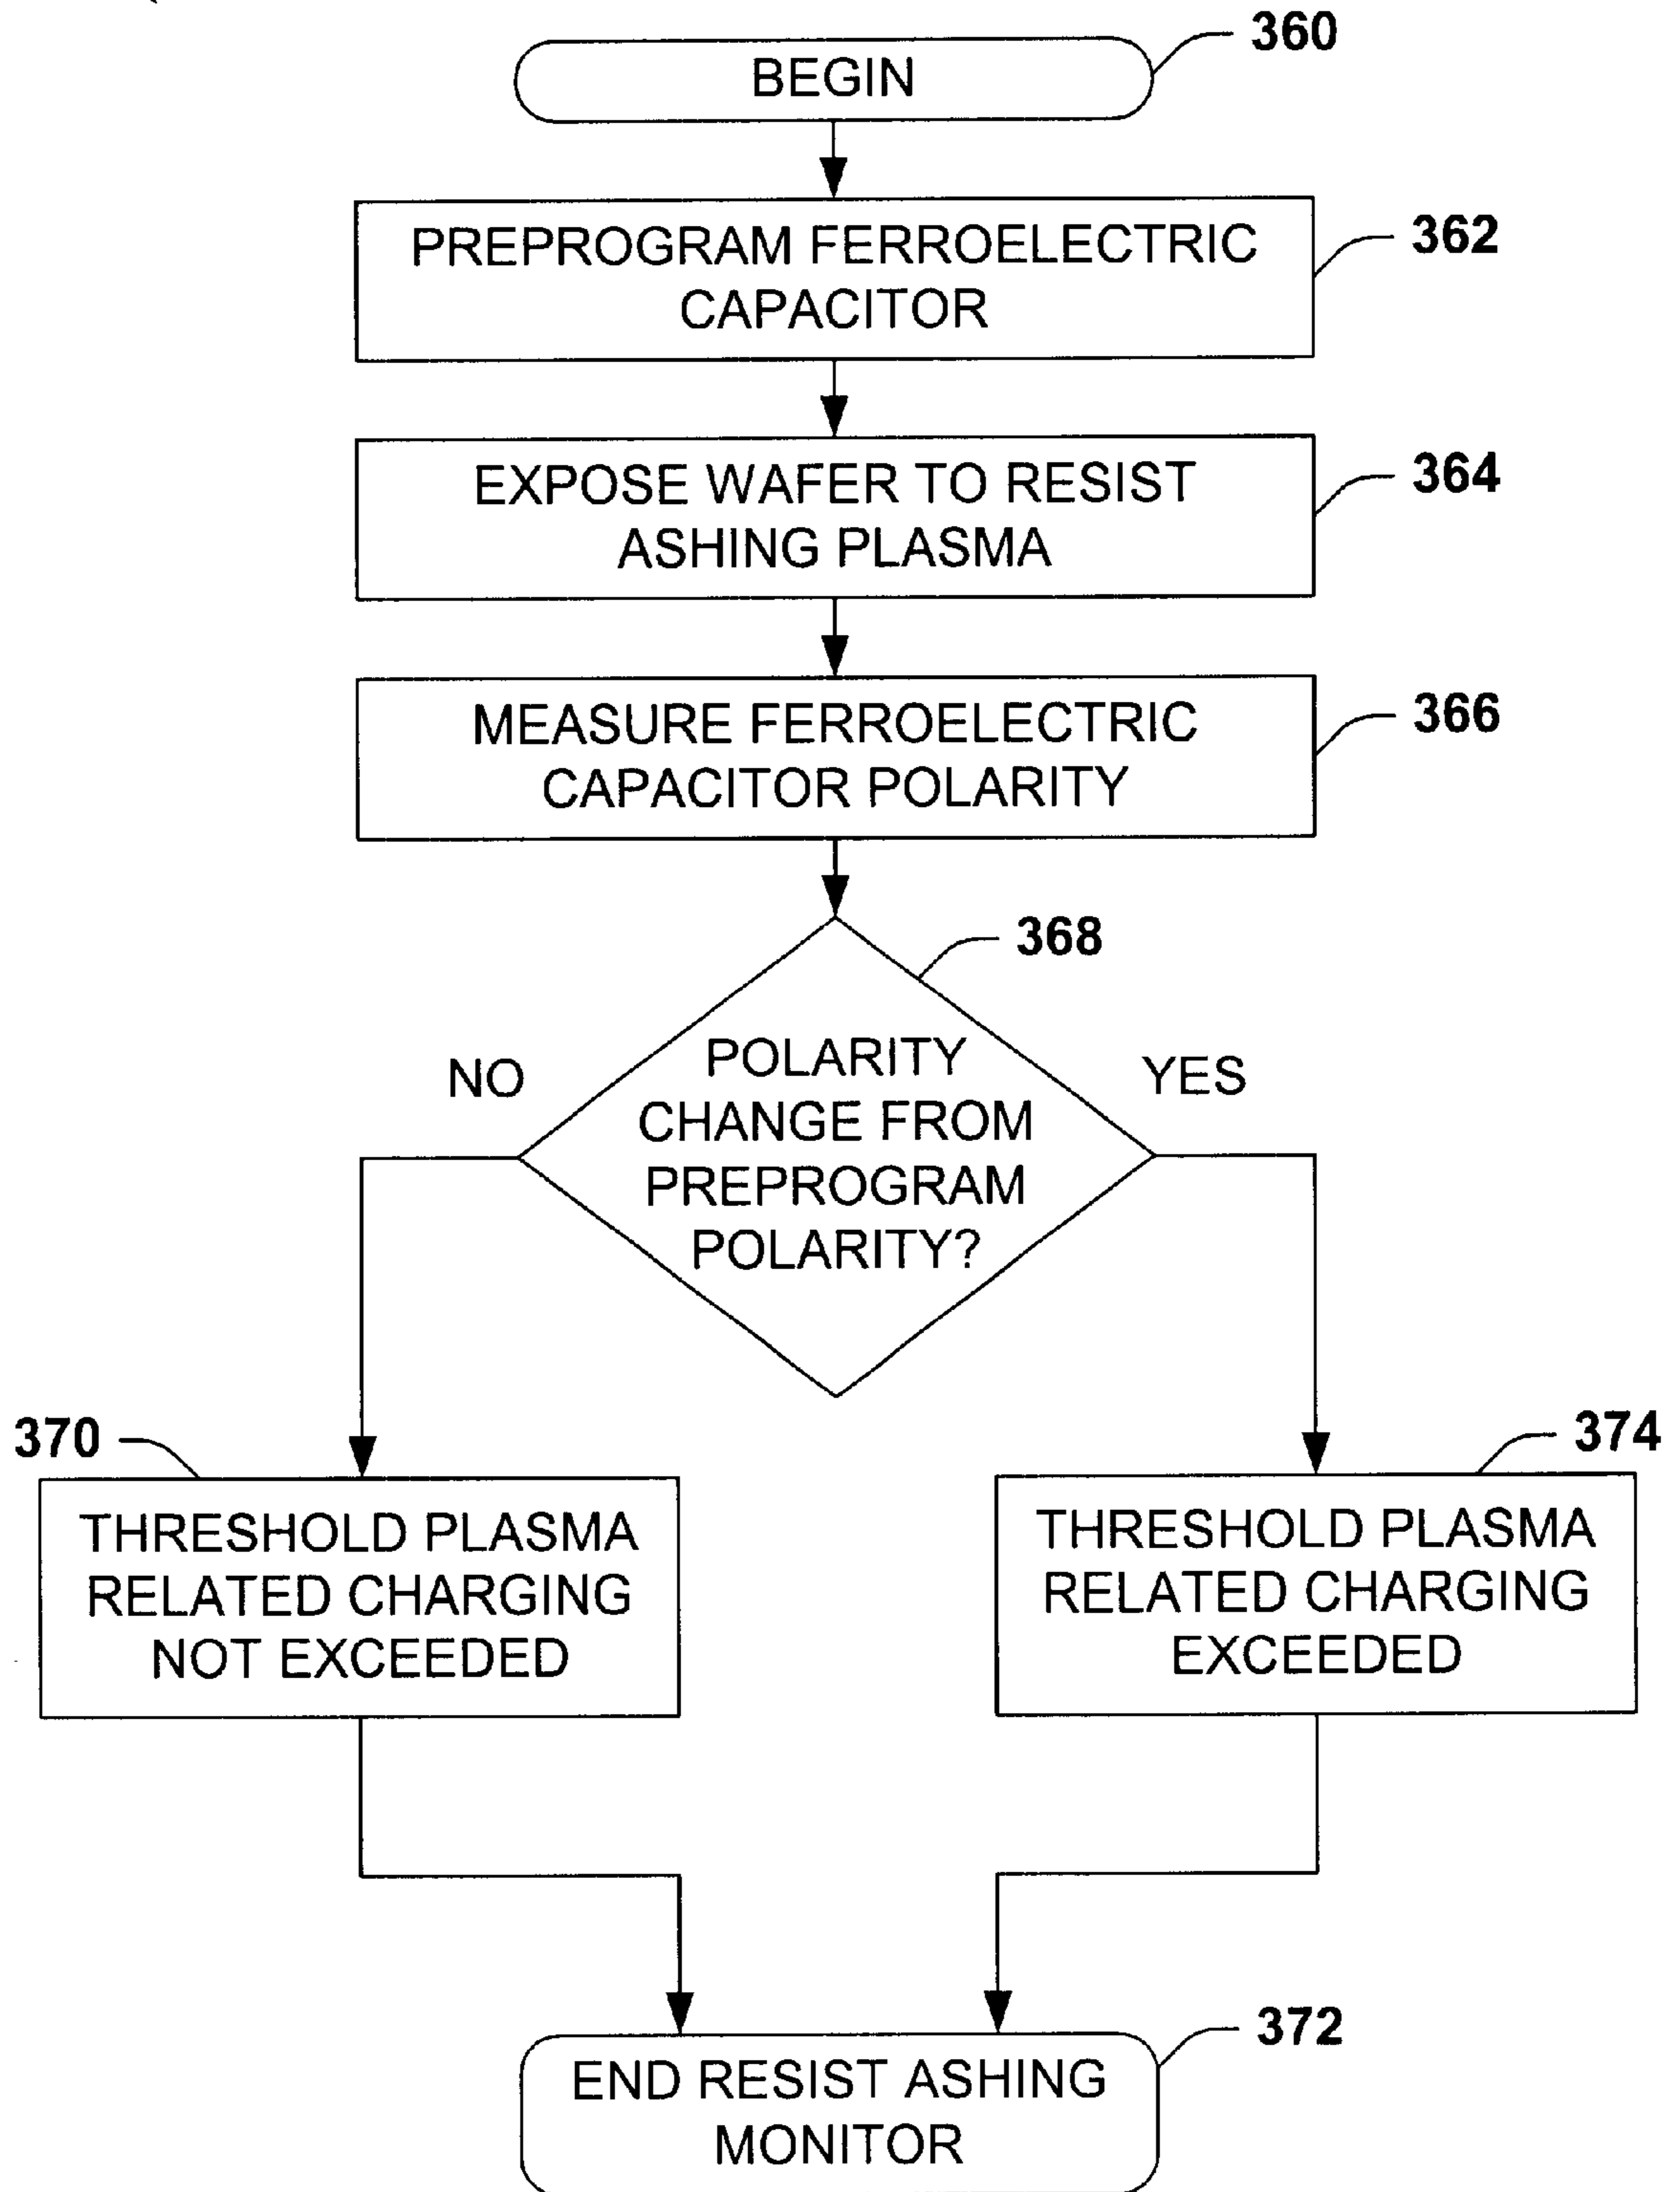 360
BEGIN
362
PREPROGRAM FERROELECTRIC
CAPACITOR
364
EXPOSE WAFER TO RESIST
ASHING PLASMA
366
MEASURE FERROELECTRIC
CAPACITOR POLARITY
368
NO
YES
POLARITY
CHANGE FROM
PREPROGRAM
POLARITY?
370
THRESHOLD PLASMA
RELATED CHARGING
NOT EXCEEDED
374
THRESHOLD PLASMA
RELATED CHARGING
EXCEEDED
372
END RESIST ASHING
MONITOR